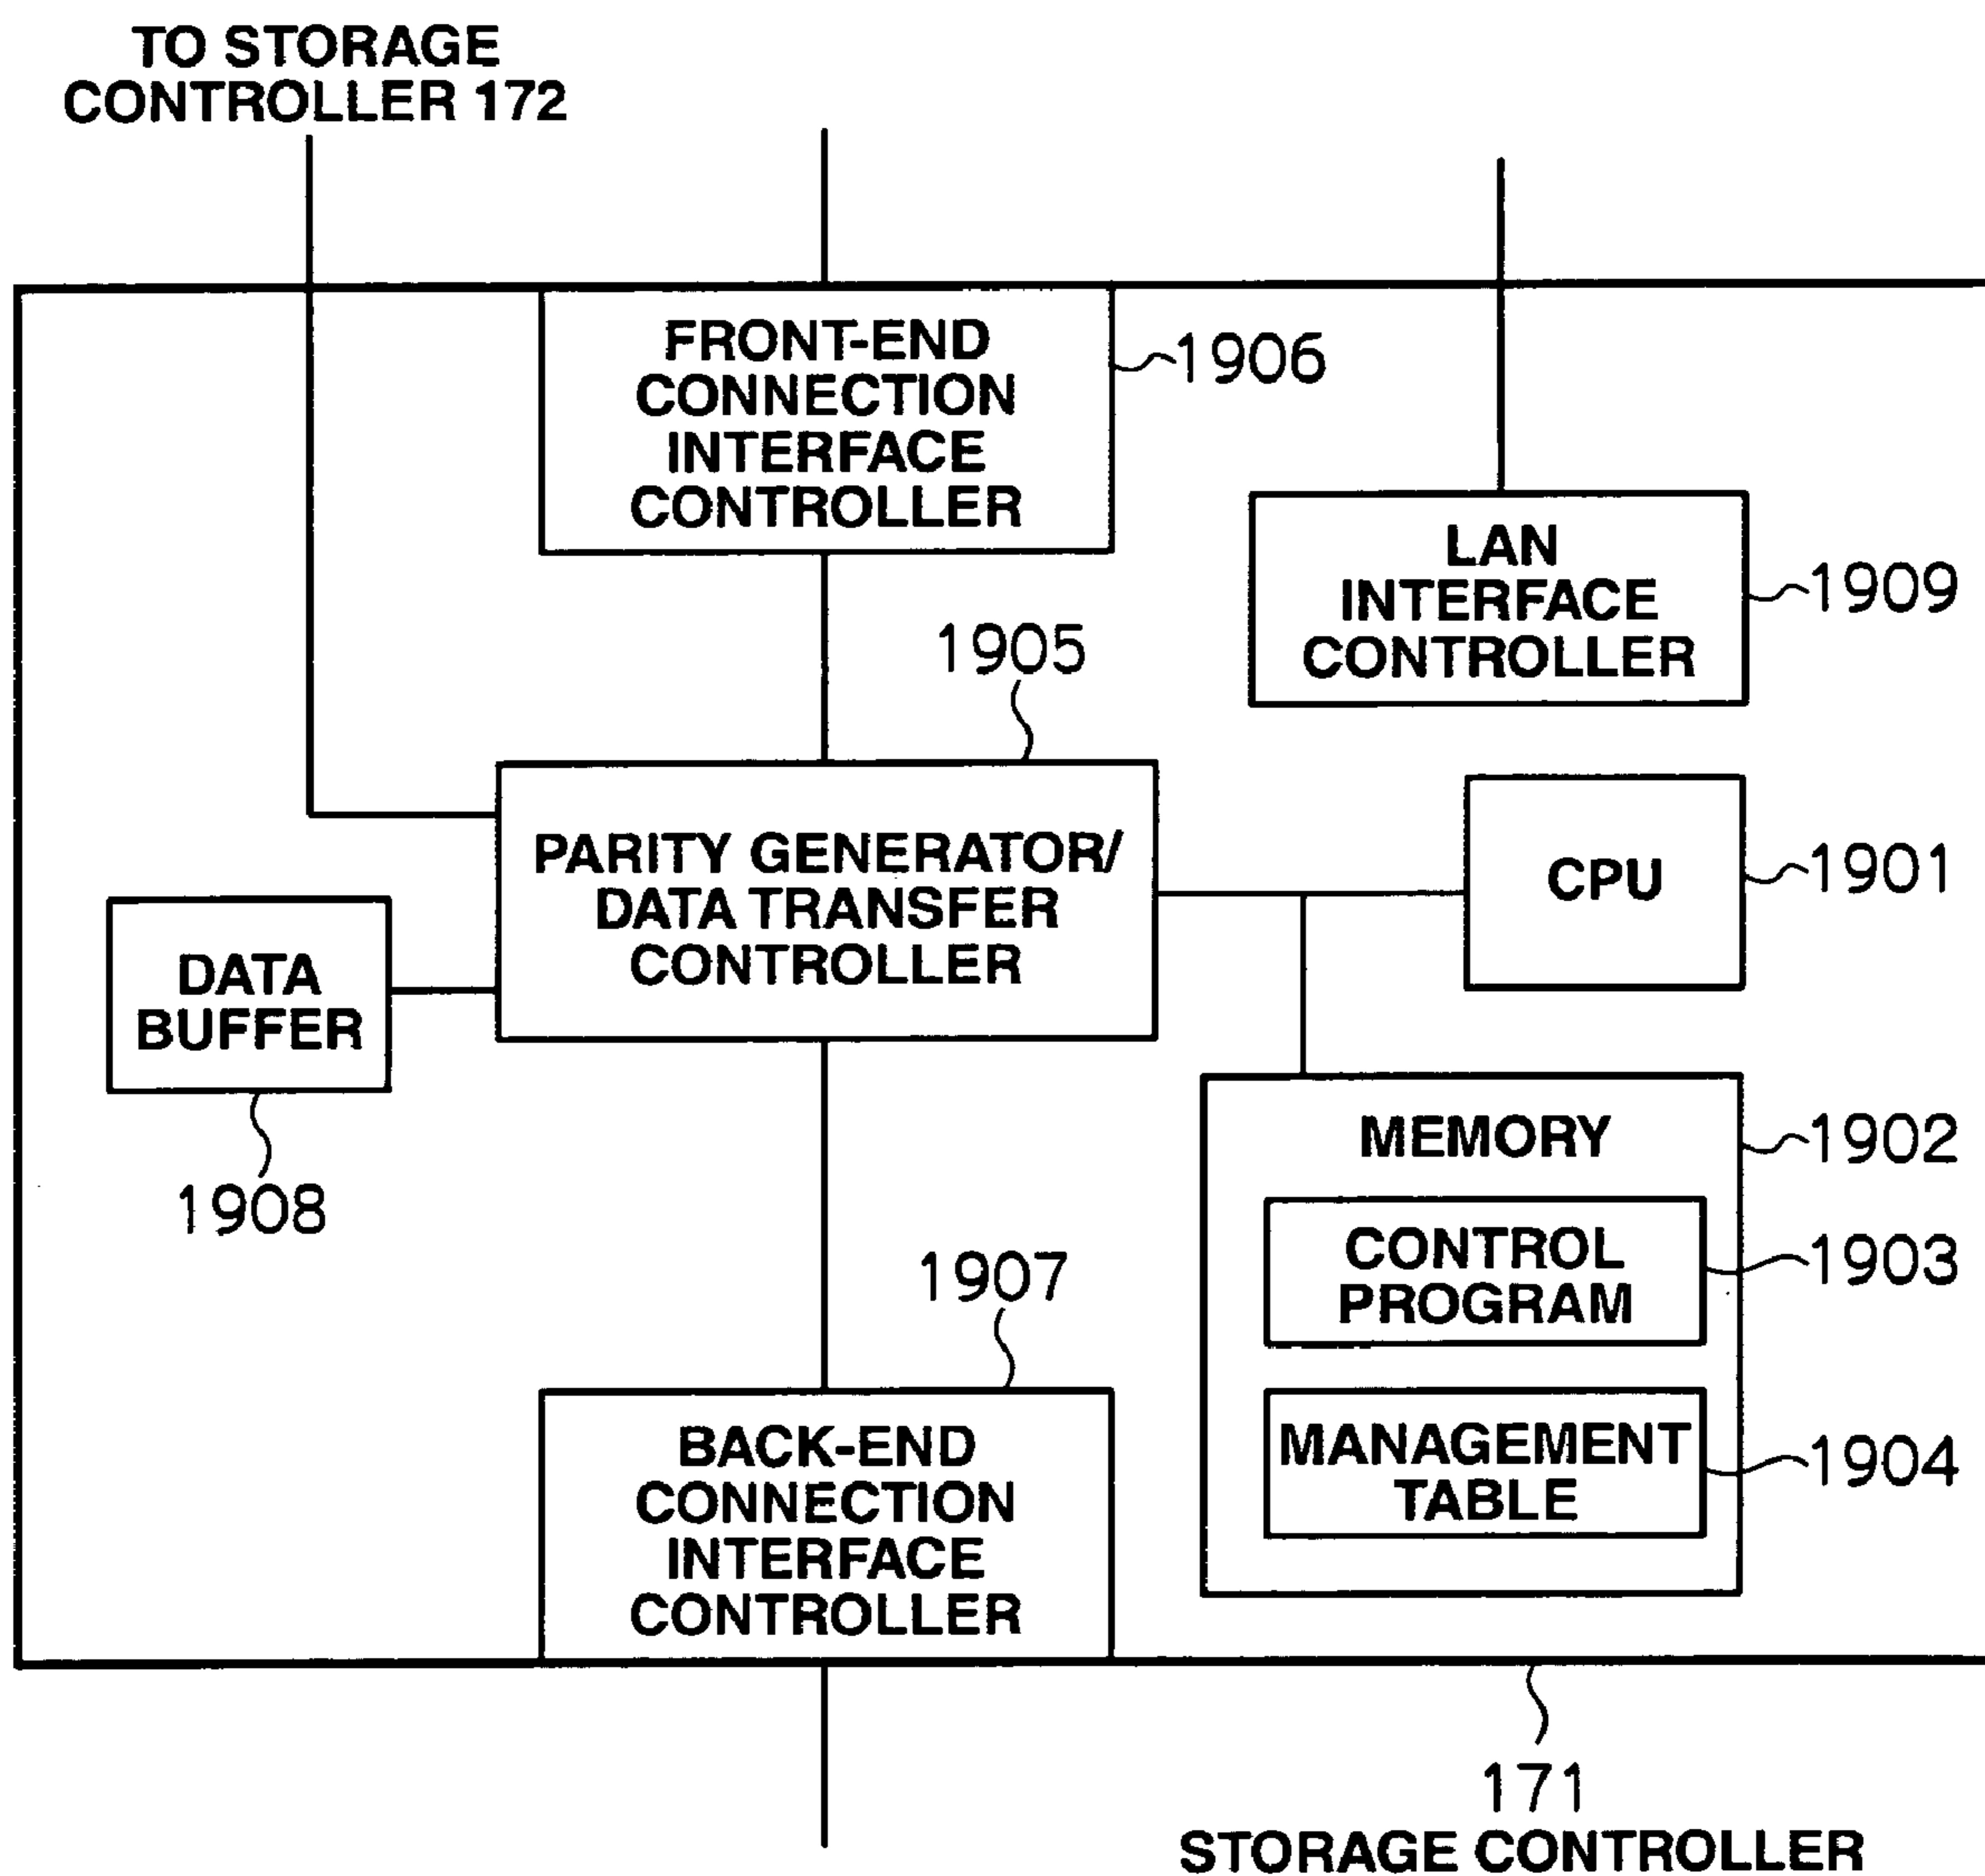 TO STORAGE
CONTROLLER 172
FRONT-END
CONNECTION
INTERFACE
CONTROLLER
1906
LAN
INTERFACE
CONTROLLER
1909
1905
PARITY GENERATOR/
DATA TRANSFER
CONTROLLER
CPU
1901
DATA
BUFFER
1908
MEMORY
1902
CONTROL
PROGRAM
1903
MANAGEMENT
TABLE
1904
1907
BACK-END
CONNECTION
INTERFACE
CONTROLLER
171
STORAGE CONTROLLER